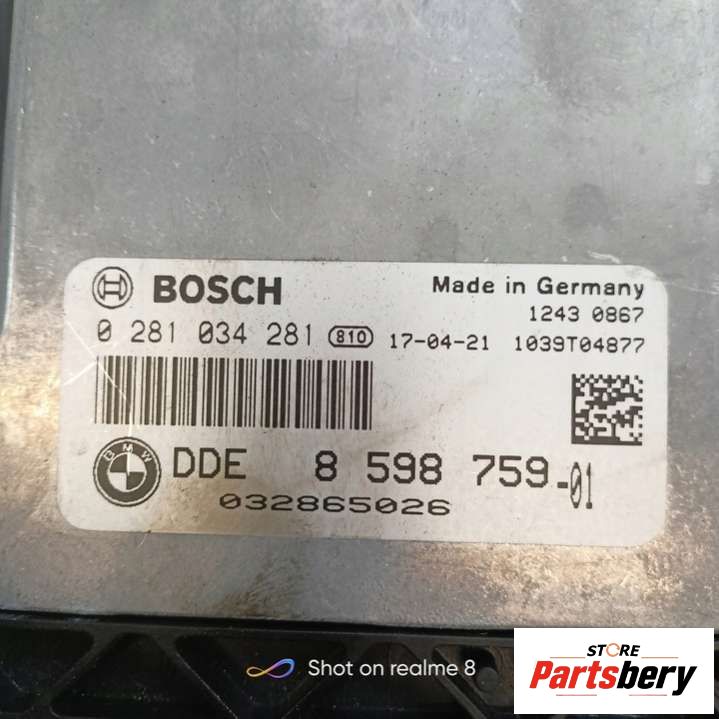 BOSCH
Made in Germany
1243 0867
0 281 034 281 810 17-04-21 1039T04877
BMW DDE 8 598 759-01
032865026
Shot on realme 8
STORE
Partsbery